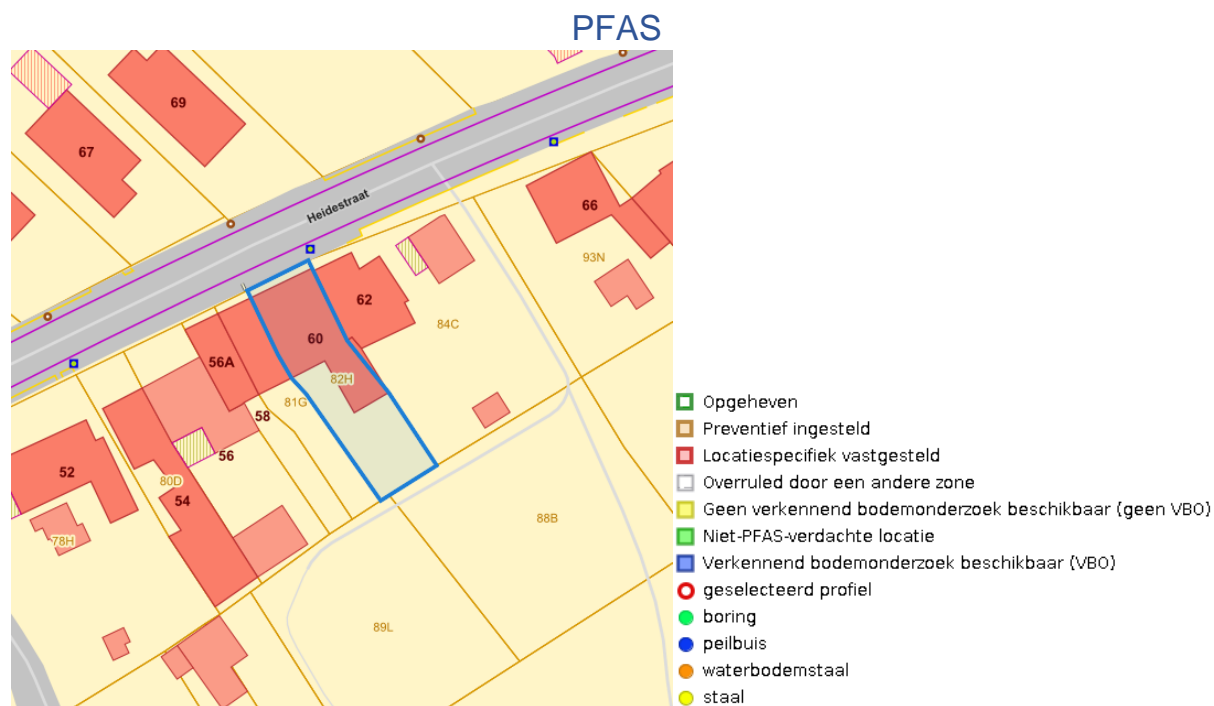 PFAS
69
67
Heidestraat
66
93N
62
84C
60
56A
82H
81G
58
56
52
80D
54
88B
78H
89L
Opgeheven
Preventief ingesteld
Locatiespecifiek vastgesteld
Overruled door een andere zone
Geen verkennend bodemonderzoek beschikbaar (geen VBO)
Niet-PFAS-verdachte locatie
Verkennend bodemonderzoek beschikbaar (VBO)
geselecteerd profiel
boring
peilbuis
waterbodemstaal
staal